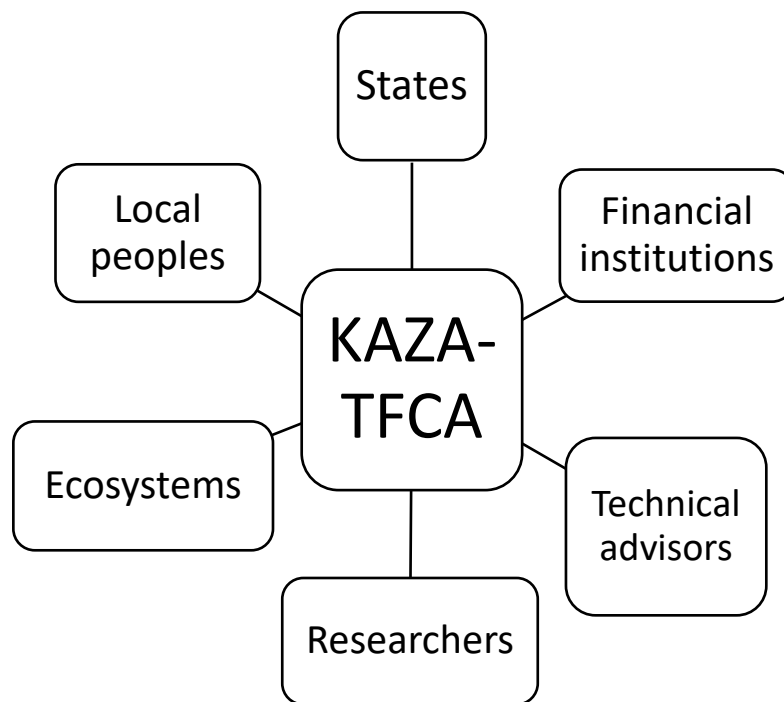 States
Local
peoples
Financial
institutions
KAZA-
TFCA
Ecosystems
Technical
advisors
Researchers